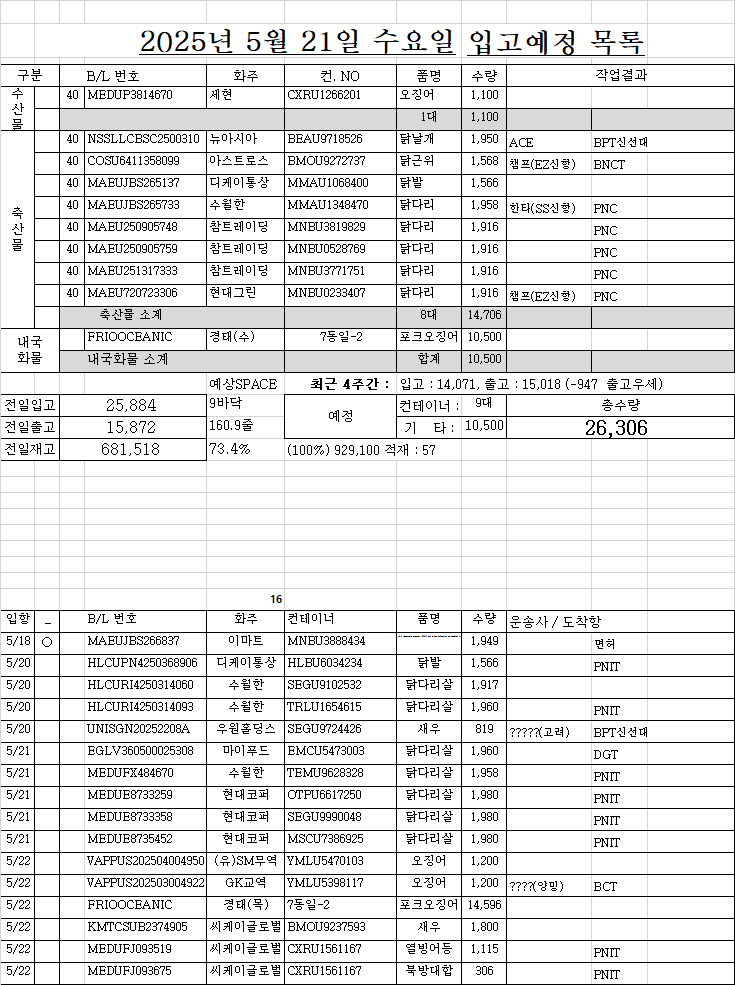 2025년 5월 21일 수요일 입고예정 목록
구분 B/L 번호 화주 컨. NO 품명 수량 작업결과
수산물
40 MEDUP3814670 세현 CXRU1266201 오징어 1,100
1대 1,100
축산물
40 NSSLLCBSC2500310 뉴아시아 BEAU9718526 닭날개 1,950 ACE BPT신선대
40 COSU6411358099 아스트로스 BMOU9272737 닭근위 1,568 챔프(EZ신항) BNCT
40 MAEUJBS265137 디케이통상 MMAU1068400 닭발 1,566
40 MAEUJBS265733 수월한 MMAU1348470 닭다리 1,958 한타(SS신항) PNC
40 MAEU250905748 참트레이딩 MNBU3819829 닭다리 1,916 PNC
40 MAEU250905759 참트레이딩 MNBU0528769 닭다리 1,916 PNC
40 MAEU251317333 참트레이딩 MNBU3771751 닭다리 1,916 PNC
40 MAEU720723306 현대그린 MNBU0233407 닭다리 1,916 챔프(EZ신항) PNC
축산물 소계 8대 14,706
내국화물
FRIOOCEANIC 경태(수) 7동일-2 포크오징어 10,500
내국화물 소계 합계 10,500
예상SPACE 최근 4주간 : 입고 : 14,071, 출고 : 15,018 (-947 출고우세)
전일입고 25,884 9바닥 예정 컨테이너 : 9대 총수량
전일출고 15,872 160.9줄 기 타 : 10,500 26,306
전일재고 681,518 73.4% (100%) 929,100 적재 : 57
16
입항 _ B/L 번호 화주 컨테이너 품명 수량 운송사 / 도착항
5/18 ○ MAEUJBS266837 이마트 MNBU3888434 1,949 면허
5/20 HLCUPN4250368906 디케이통상 HLBU6034234 닭발 1,566 PNIT
5/20 HLCURI4250314060 수월한 SEGU9102532 닭다리살 1,917
5/20 HLCURI4250314093 수월한 TRLU1654615 닭다리살 1,960 PNIT
5/20 UNISGN20252208A 우원홀딩스 SEGU9724426 새우 819 ?????(고려) BPT신선대
5/21 EGLV360500025308 마이푸드 EMCU5473003 닭다리살 1,960 DGT
5/21 MEDUFX484670 수월한 TEMU9628328 닭다리살 1,958 PNIT
5/21 MEDUE8733259 현대코퍼 OTPU6617250 닭다리살 1,980 PNIT
5/21 MEDUE8733358 현대코퍼 SEGU9990048 닭다리살 1,980 PNIT
5/21 MEDUE8735452 현대코퍼 MSCU7386925 닭다리살 1,980 PNIT
5/22 VAPPUS202504004950 (유)SM무역 YMLU5470103 오징어 1,200
5/22 VAPPUS202503004922 GK교역 YMLU5398117 오징어 1,200 ????(양밍) BCT
5/22 FRIOOCEANIC 경태(목) 7동일-2 포크오징어 14,596
5/22 KMTCSUB2374905 씨케이글로벌 BMOU9237593 새우 1,800
5/22 MEDUFJ093519 씨케이글로벌 CXRU1561167 열빙어등 1,115 PNIT
5/22 MEDUFJ093675 씨케이글로벌 CXRU1561167 북방대합 306 PNIT